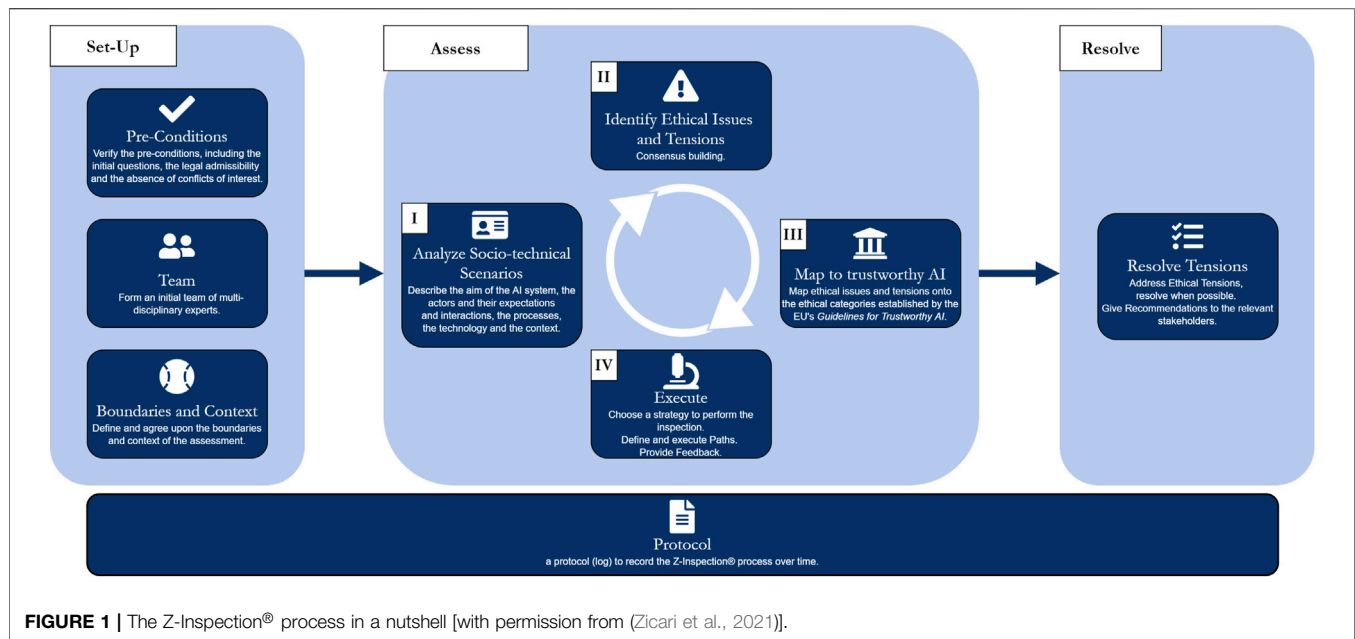 Set-Up
Pre-Conditions
Verify the pre-conditions, including the
initial questions, the legal admissibility
and the absence of conflicts of interest.
Team
Form an initial team of multi-
disciplinary experts.
Boundaries and Context
Define and agree upon the boundaries
and context of the assessment.
Assess
I
Analyze Socio-technical
Scenarios
Describe the aim of the AI system, the
actors and their expectations
and interactions, the processes,
the technology and the context.
II
Identify Ethical Issues
and Tensions
Consensus building.
III
Map to trustworthy AI
Map ethical issues and tensions onto
the ethical categories established by the
EU's Guidelines for Trustworthy AI.
IV
Execute
Choose a strategy to perform the
inspection.
Define and execute Paths.
Provide Feedback.
Resolve
Resolve Tensions
Address Ethical Tensions,
resolve when possible.
Give Recommendations to the relevant
stakeholders.
Protocol
a protocol (log) to record the Z-Inspection® process over time.
FIGURE 1 | The Z-Inspection® process in a nutshell [with permission from (Zicari et al., 2021)].